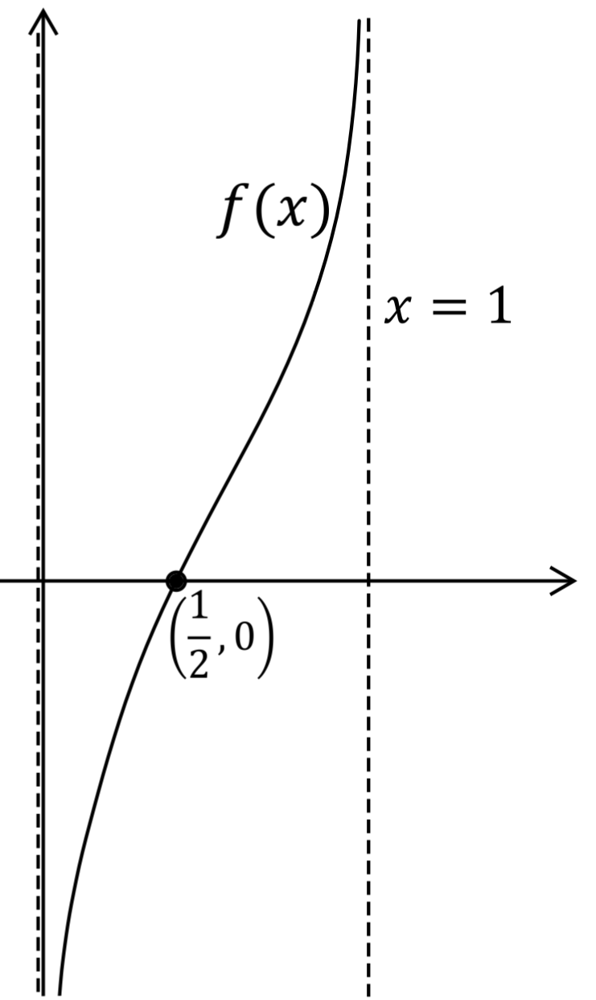 f(x)
x = 1
(1/2, 0)